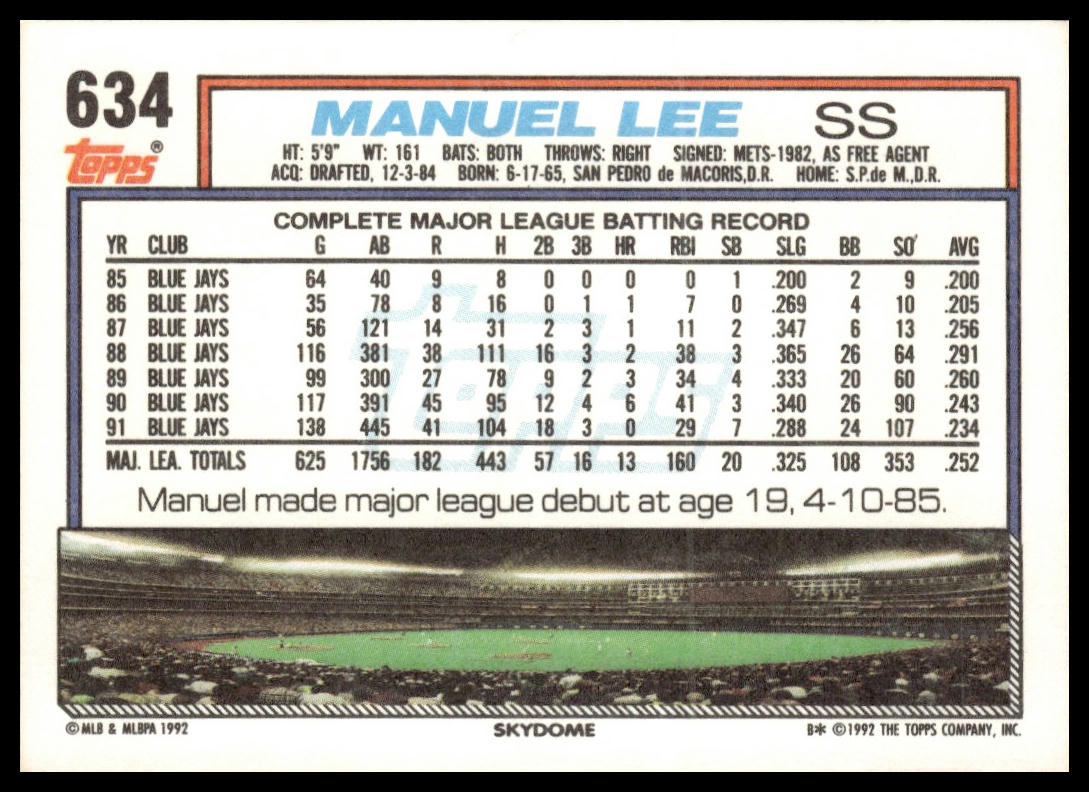 634
Topps®
MANUEL LEE SS
HT: 5'9" WT: 161 BATS: BOTH THROWS: RIGHT SIGNED: METS-1982, AS FREE AGENT
ACQ: DRAFTED, 12-3-84 BORN: 6-17-65, SAN PEDRO de MACORIS,D.R. HOME: S.P.de M.,D.R.
COMPLETE MAJOR LEAGUE BATTING RECORD
YR CLUB G AB R H 2B 3B HR RBI SB SLG BB SO AVG
85 BLUE JAYS 64 40 9 8 0 0 0 0 1 .200 2 9 .200
86 BLUE JAYS 35 78 8 16 0 1 1 7 0 .269 4 10 .205
87 BLUE JAYS 56 121 14 31 2 3 1 11 2 .347 6 13 .256
88 BLUE JAYS 116 381 38 111 16 3 2 38 3 .365 26 64 .291
89 BLUE JAYS 99 300 27 78 9 2 3 34 4 .333 20 60 .260
90 BLUE JAYS 117 391 45 95 12 4 6 41 3 .340 26 90 .243
91 BLUE JAYS 138 445 41 104 18 3 0 29 7 .288 24 107 .234
MAJ. LEA. TOTALS 625 1756 182 443 57 16 13 160 20 .325 108 353 .252
Topps
Manuel made major league debut at age 19, 4-10-85.
©MLB & MLBPA 1992 SKYDOME B* ©1992 THE TOPPS COMPANY, INC.